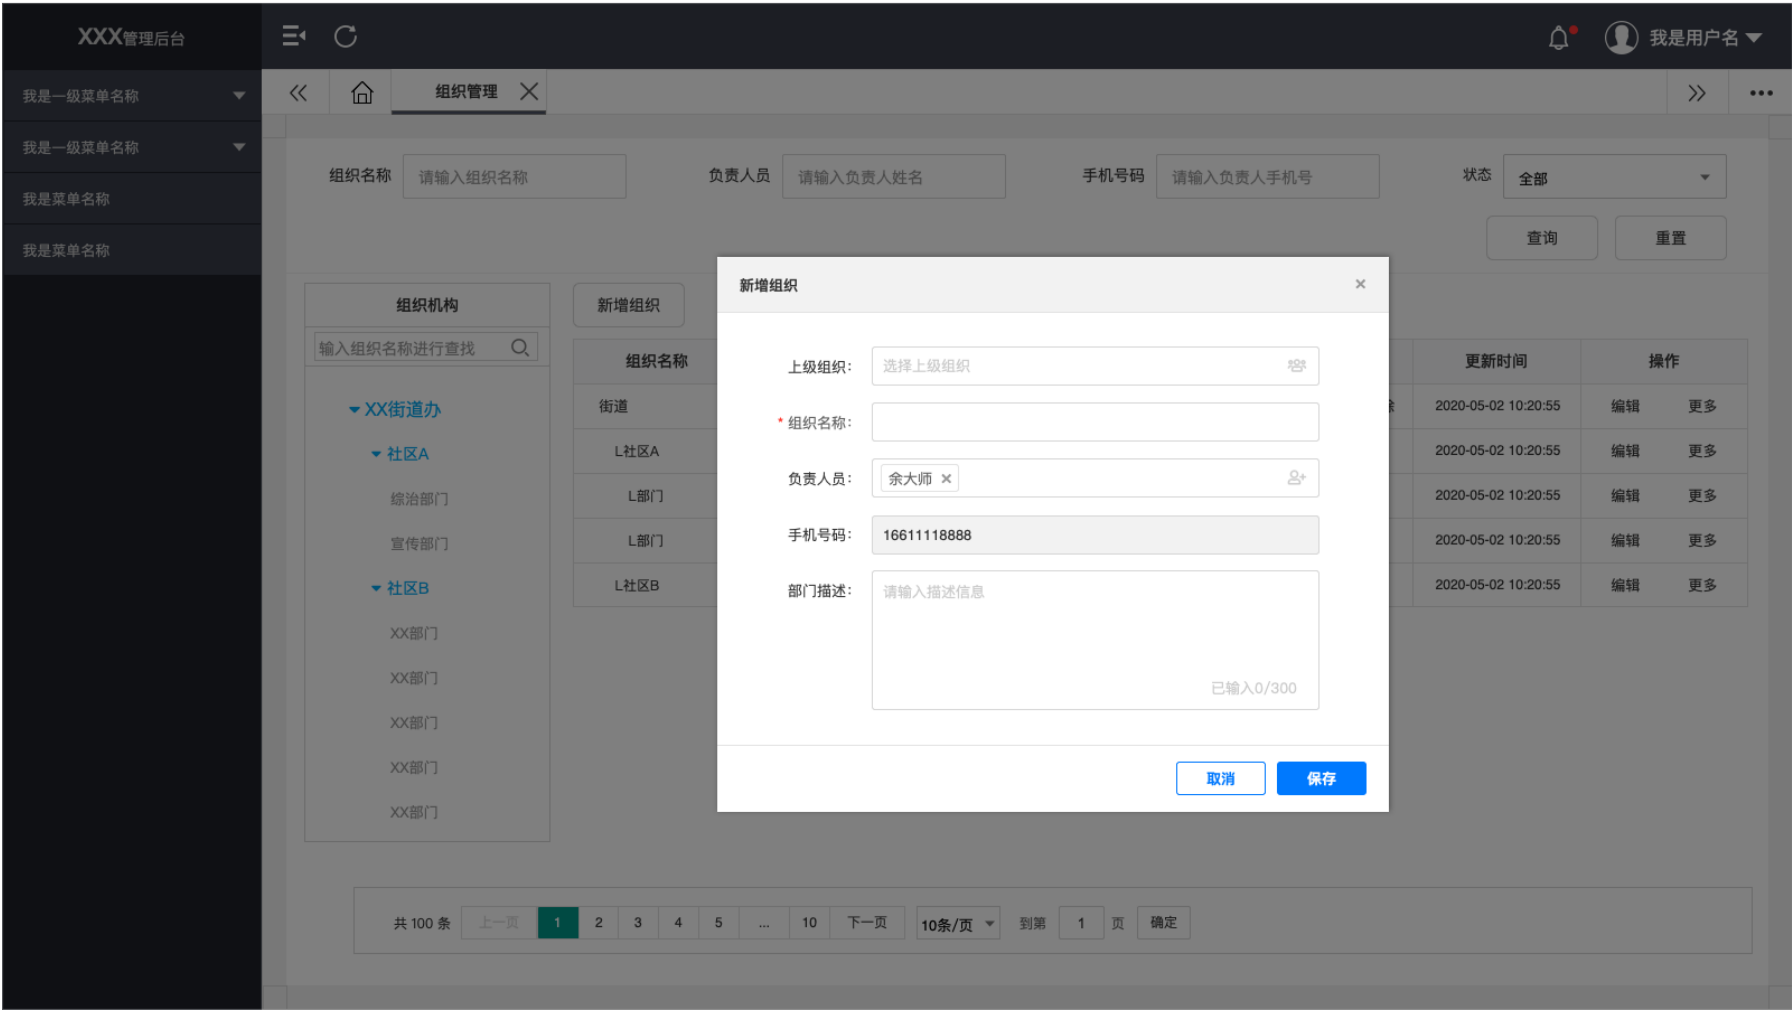 XXX管理后台
我是用户名
我是一级菜单名称
我是一级菜单名称
我是菜单名称
我是菜单名称
组织管理
组织名称 请输入组织名称 负责人员 请输入负责人姓名 手机号码 请输入负责人手机号 状态 全部
查询 重置
组织机构
输入组织名称进行查找
XX街道办
社区A
综治部门
宣传部门
社区B
XX部门
XX部门
XX部门
XX部门
XX部门
新增组织
组织名称 更新时间 操作
街道 2020-05-02 10:20:55 编辑 更多
L社区A 2020-05-02 10:20:55 编辑 更多
L部门 2020-05-02 10:20:55 编辑 更多
L部门 2020-05-02 10:20:55 编辑 更多
L社区B 2020-05-02 10:20:55 编辑 更多
新增组织 ×
上级组织： 选择上级组织
* 组织名称：
负责人员： 余大师 ×
手机号码： 16611118888
部门描述： 请输入描述信息
已输入0/300
取消 保存
共 100 条 上一页 1 2 3 4 5 ... 10 下一页 10条/页 到第 1 页 确定